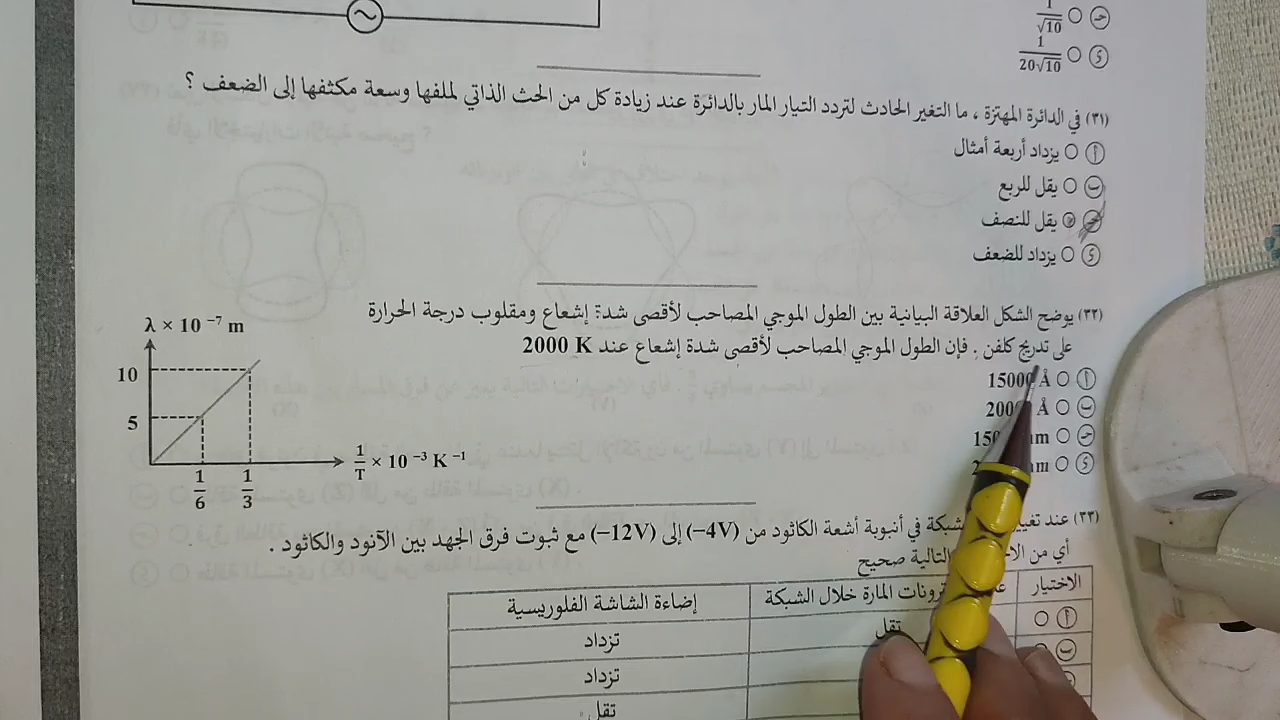 ح ○ 1/√10
د ○ 1/20√10
(٣١) في الدائرة المهتزة ، ما التغير الحادث لتردد التيار المار بالدائرة عند زيادة كل من الحث الذاتي لملفها وسعة مكثفها إلى الضعف ؟
أ ○ يزداد أربعة أمثال
ب ○ يقل للربع
يقل للنصف
د ○ يزداد للضعف
(٣٢) يوضح الشكل العلاقة البيانية بين الطول الموجي المصاحب لأقصى شدة إشعاع ومقلوب درجة الحرارة
على تدريج كلفن . فإن الطول الموجي المصاحب لأقصى شدة إشعاع عند 2000 K
أ ○ 15000 Å
ب ○ Å
ح ○
د ○
λ × 10 ⁻⁷ m
10
5
1/6
1/3
1/T × 10 ⁻³ K ⁻¹
(٣٣) عند في أنبوبة أشعة الكاثود من (−4V) إلى (−12V) مع ثبوت فرق الجهد بين الآنود والكاثود .
أي من التالية صحيح
الاختيار المارة خلال الشبكة إضاءة الشاشة الفلوريسية
أ ○ تقل تزداد
ب تزداد
تقل